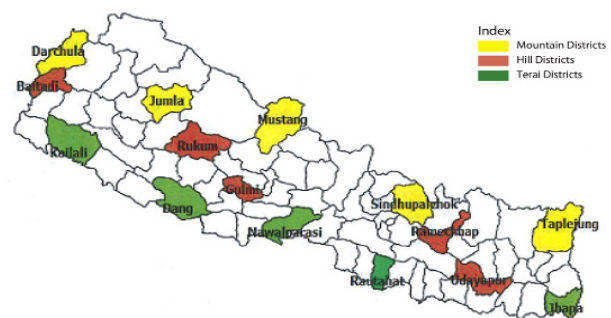 Index
Mountain Districts
Hill Districts
Terai Districts
Darchula
Baitadi
Jumla
Mustang
Rukum
Kailali
Gulmi
Dang
Sindhupalchok
Taplejung
Nawalparasi
Ramechhap
Rautahat
Udayapur
Jhapa